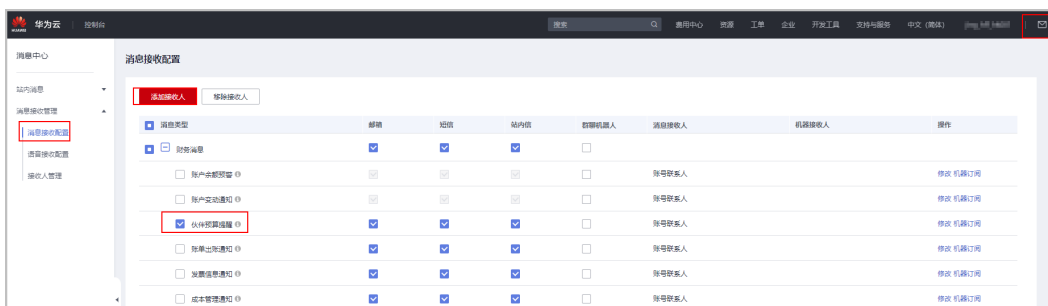 HUAWEI 华为云 控制台 搜索 费用中心 资源 工单 企业 开发工具 支持与服务 中文 (简体)
消息中心
消息接收配置
站内消息
添加接收人 移除接收人
消息接收管理
消息类型 邮箱 短信 站内信 群聊机器人 消息接收人 机器接收人 操作
消息接收配置
财务消息
语音接收配置
接收人管理
账户余额预警 账号联系人 修改 机器订阅
账户变动通知 账号联系人 修改 机器订阅
伙伴预算提醒 账号联系人 修改 机器订阅
账单出账通知 账号联系人 修改 机器订阅
发票信息通知 账号联系人 修改 机器订阅
成本管理通知 账号联系人 修改 机器订阅